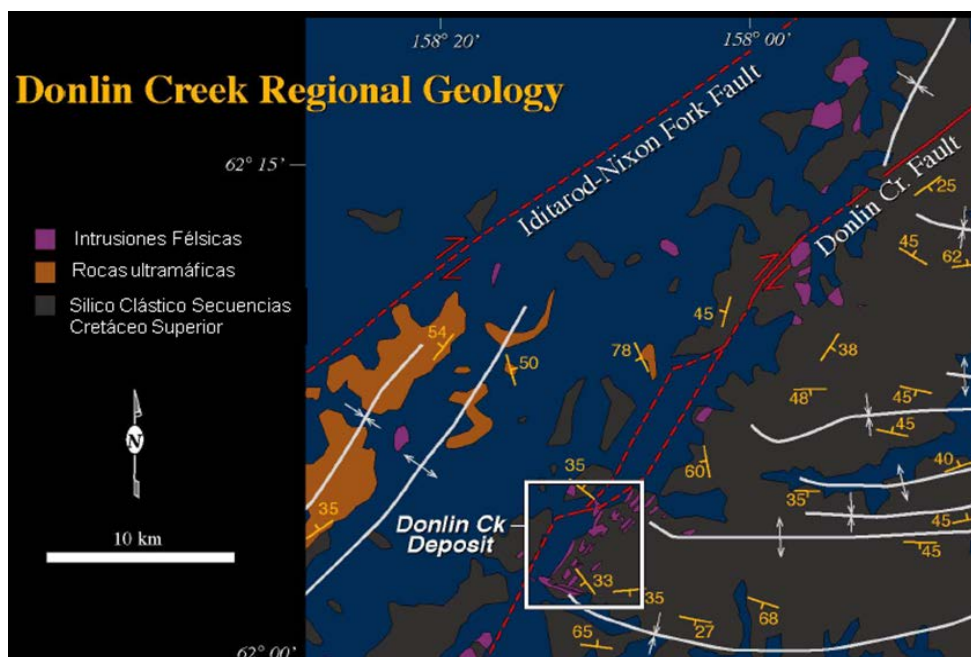 158° 20'
158° 00'
Donlin Creek Regional Geology
Iditarod-Nixon Fork Fault
62° 15'
Donlin Cr. Fault
25
Intrusiones Félsicas
45
62
Rocas ultramáficas
Silico Clástico Secuencias
Cretáceo Superior
45
54
50
78
38
48
45
45
N
60
40
35
35
35
10 km
Donlin Ck
Deposit
45
45
33
35
68
27
65
62° 00'